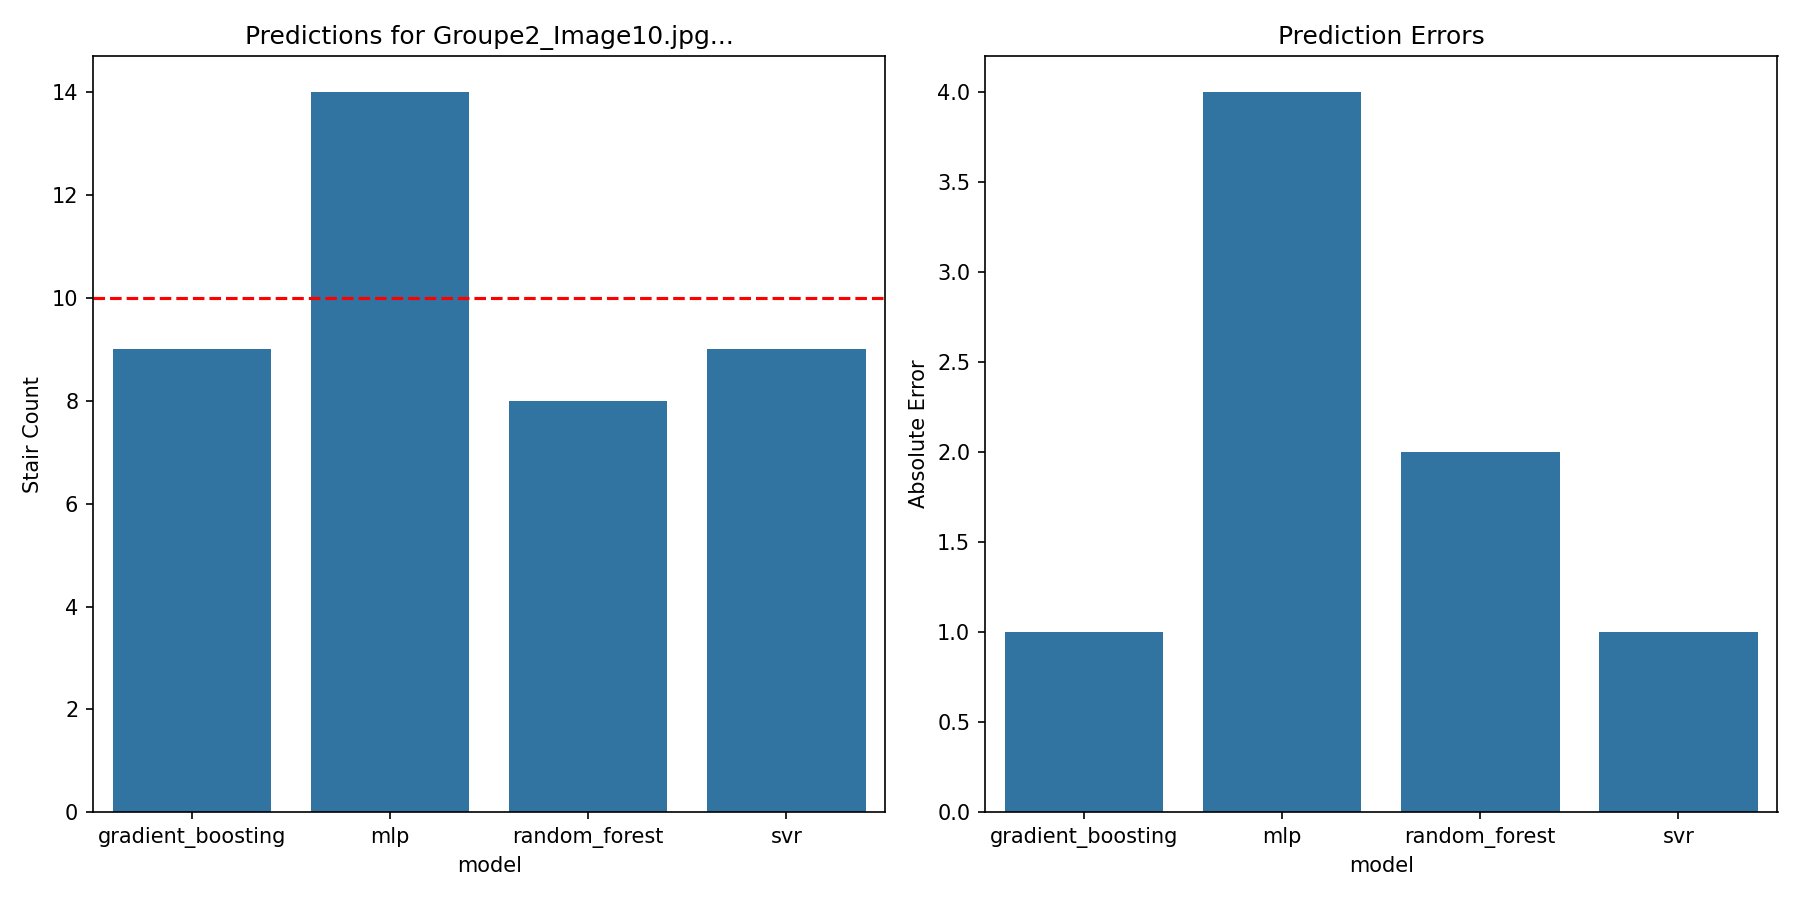 Predictions for Groupe2_Image10.jpg...
14
12
10
8
6
4
2
0
Stair Count
gradient_boosting mlp random_forest svr
model
Prediction Errors
4.0
3.5
3.0
2.5
2.0
1.5
1.0
0.5
0.0
Absolute Error
gradient_boosting mlp random_forest svr
model